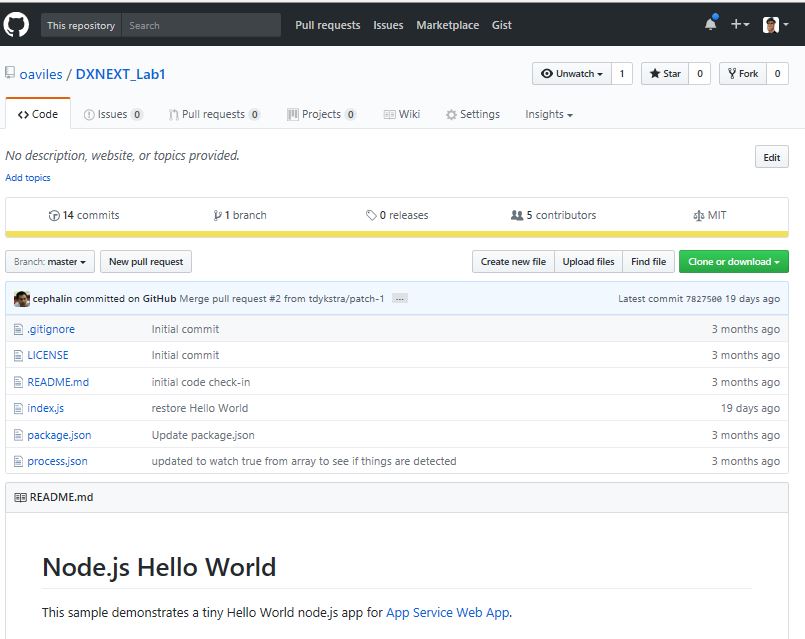 This repository Search Pull requests Issues Marketplace Gist
oaviles / DXNEXT_Lab1 Unwatch 1 Star 0 Fork 0
Code Issues 0 Pull requests 0 Projects 0 Wiki Settings Insights
No description, website, or topics provided. Edit
Add topics
14 commits 1 branch 0 releases 5 contributors MIT
Branch: master New pull request Create new file Upload files Find file Clone or download
cephalin committed on GitHub Merge pull request #2 from tdykstra/patch-1 ... Latest commit 7827500 19 days ago
.gitignore Initial commit 3 months ago
LICENSE Initial commit 3 months ago
README.md initial code check-in 3 months ago
index.js restore Hello World 19 days ago
package.json Update package.json 3 months ago
process.json updated to watch true from array to see if things are detected 3 months ago
README.md
Node.js Hello World
This sample demonstrates a tiny Hello World node.js app for App Service Web App.